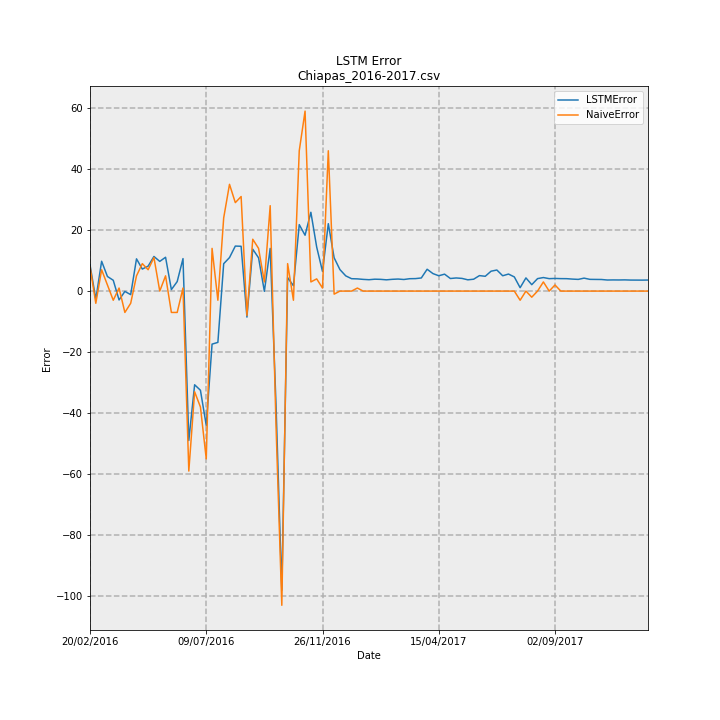 LSTM Error
Chiapas_2016-2017.csv
LSTMError
NaiveError
60
40
20
0
−20
−40
−60
−80
−100
Error
20/02/2016
09/07/2016
26/11/2016
15/04/2017
02/09/2017
Date